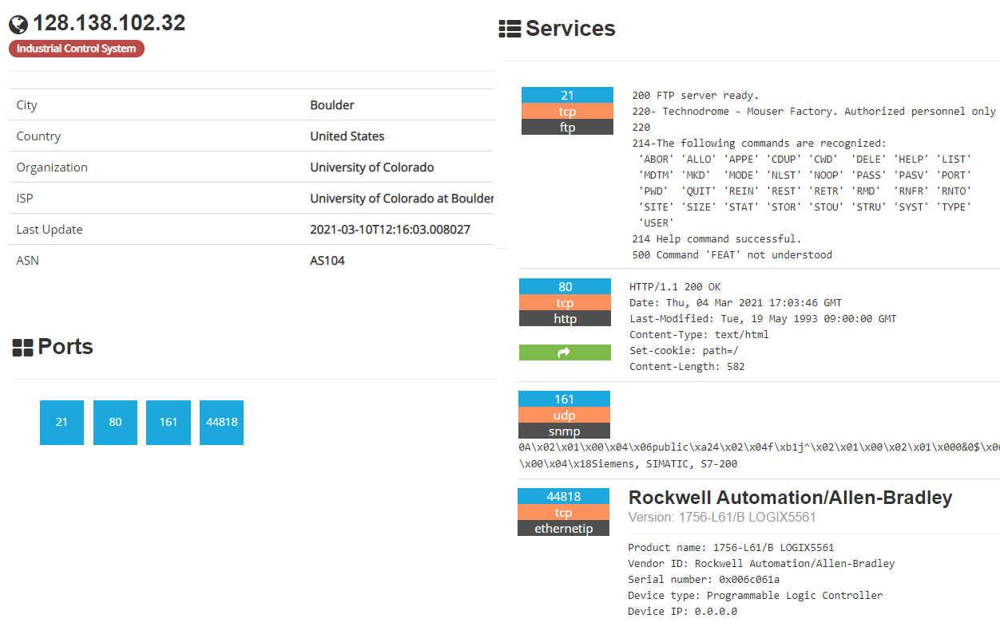 128.138.102.32
Industrial Control System
City Boulder
Country United States
Organization University of Colorado
ISP University of Colorado at Boulder
Last Update 2021-03-10T12:16:03.008027
ASN AS104
Ports
21 80 161 44818
Services
21
tcp
ftp
200 FTP server ready.
220- Technodrome - Mouser Factory. Authorized personnel only
220
214-The following commands are recognized:
'ABOR' 'ALLO' 'APPE' 'CDUP' 'CWD' 'DELE' 'HELP' 'LIST'
'MDTM' 'MKD' 'MODE' 'NLST' 'NOOP' 'PASS' 'PASV' 'PORT'
'PWD' 'QUIT' 'REIN' 'REST' 'RETR' 'RMD' 'RNFR' 'RNTO'
'SITE' 'SIZE' 'STAT' 'STOR' 'STOU' 'STRU' 'SYST' 'TYPE'
'USER'
214 Help command successful.
500 Command 'FEAT' not understood
80
tcp
http
HTTP/1.1 200 OK
Date: Thu, 04 Mar 2021 17:03:46 GMT
Last-Modified: Tue, 19 May 1993 09:00:00 GMT
Content-Type: text/html
Set-cookie: path=/
Content-Length: 582
161
udp
snmp
0A\x02\x01\x00\x04\x06public\xa24\x02\x04f\xb1j^\x02\x01\x00\x02\x01\x000&0$\x06
\x00\x04\x18Siemens, SIMATIC, S7-200
44818
tcp
ethernetip
Rockwell Automation/Allen-Bradley
Version: 1756-L61/B LOGIX5561
Product name: 1756-L61/B LOGIX5561
Vendor ID: Rockwell Automation/Allen-Bradley
Serial number: 0x006c061a
Device type: Programmable Logic Controller
Device IP: 0.0.0.0